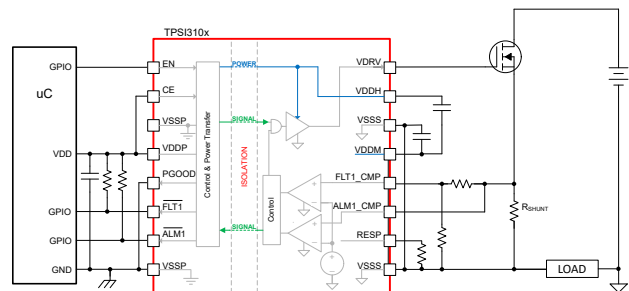 TPSI310x
uC
GPIO
VDD
GPIO
GPIO
GND
EN
CE
VSSP
VDDP
PGOOD
FLT1
ALM1
VSSP
Control & Power Transfer
POWER
SIGNAL
ISOLATION
SIGNAL
Control
VDRV
VDDH
VSSS
VDDM
FLT1_CMP
ALM1_CMP
RESP
VSSS
RSHUNT
LOAD